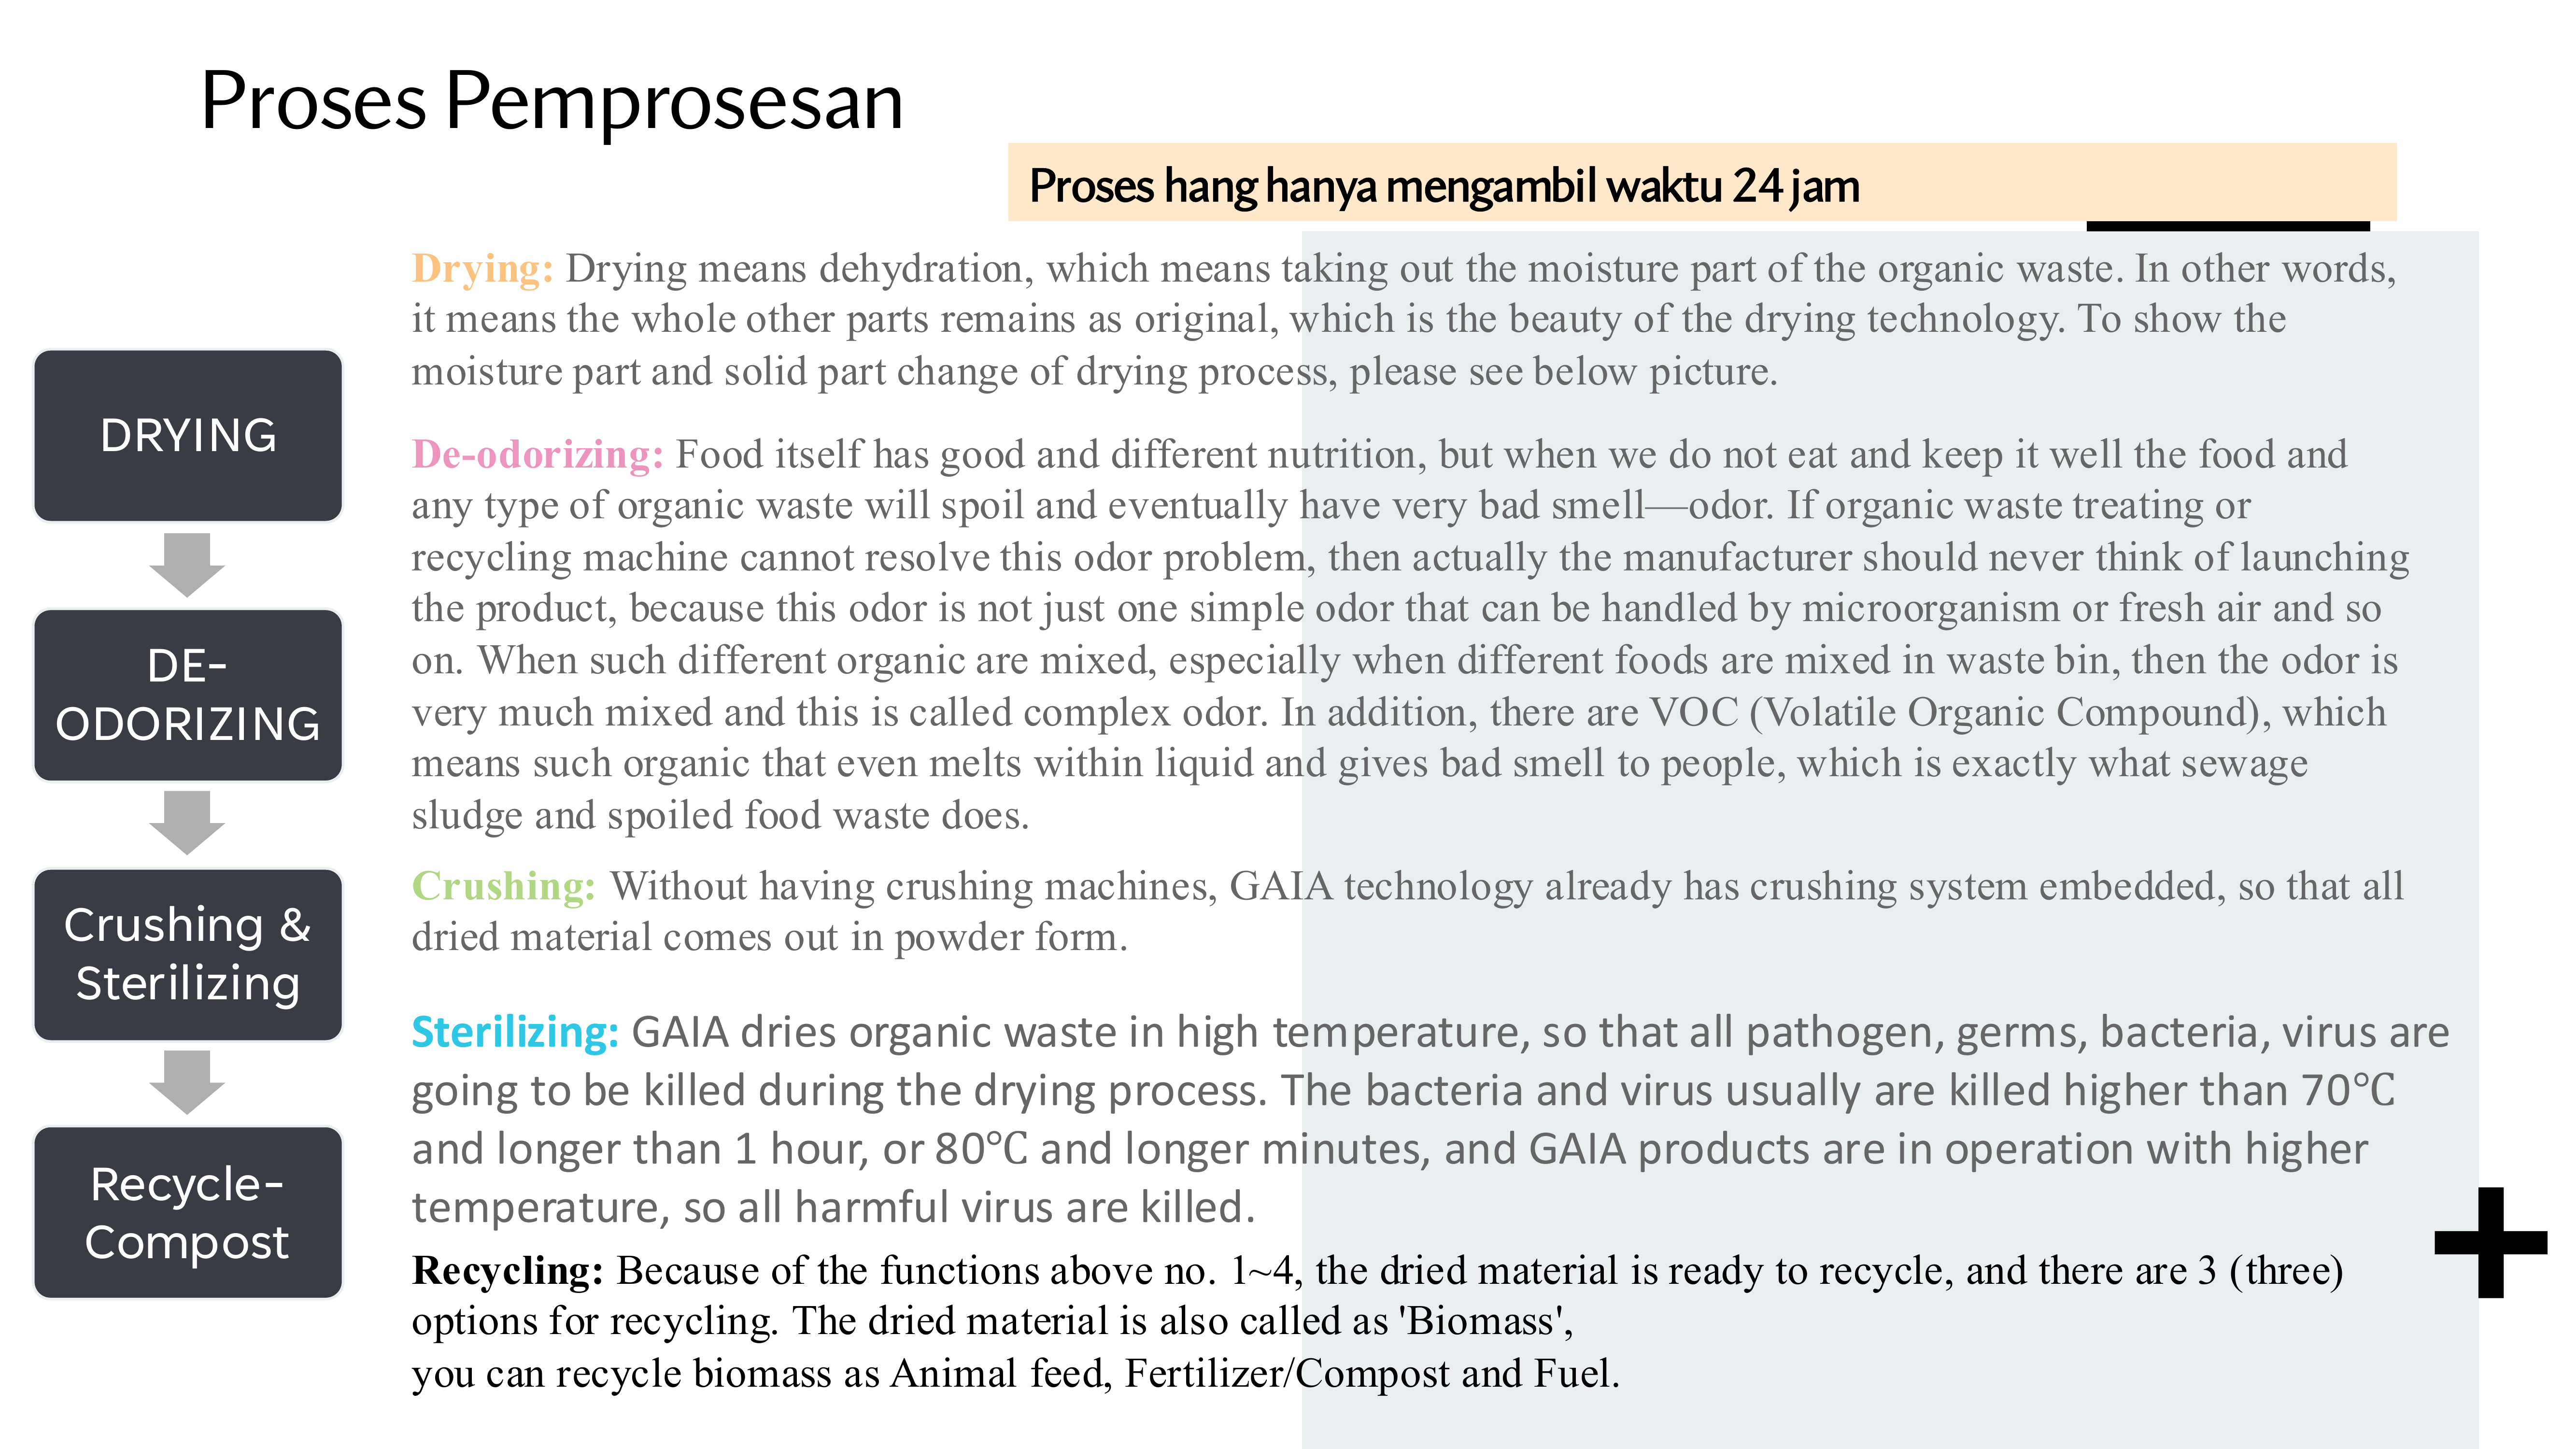 Proses Pemprosesan
Proses hang hanya mengambil waktu 24 jam
DRYING
DE-
ODORIZING
Crushing &
Sterilizing
Recycle-
Compost
Drying: Drying means dehydration, which means taking out the moisture part of the organic waste. In other words,
it means the whole other parts remains as original, which is the beauty of the drying technology. To show the
moisture part and solid part change of drying process, please see below picture.
De-odorizing: Food itself has good and different nutrition, but when we do not eat and keep it well the food and
any type of organic waste will spoil and eventually have very bad smell—odor. If organic waste treating or
recycling machine cannot resolve this odor problem, then actually the manufacturer should never think of launching
the product, because this odor is not just one simple odor that can be handled by microorganism or fresh air and so
on. When such different organic are mixed, especially when different foods are mixed in waste bin, then the odor is
very much mixed and this is called complex odor. In addition, there are VOC (Volatile Organic Compound), which
means such organic that even melts within liquid and gives bad smell to people, which is exactly what sewage
sludge and spoiled food waste does.
Crushing: Without having crushing machines, GAIA technology already has crushing system embedded, so that all
dried material comes out in powder form.
Sterilizing: GAIA dries organic waste in high temperature, so that all pathogen, germs, bacteria, virus are
going to be killed during the drying process. The bacteria and virus usually are killed higher than 70℃
and longer than 1 hour, or 80℃ and longer minutes, and GAIA products are in operation with higher
temperature, so all harmful virus are killed.
Recycling: Because of the functions above no. 1~4, the dried material is ready to recycle, and there are 3 (three)
options for recycling. The dried material is also called as 'Biomass',
you can recycle biomass as Animal feed, Fertilizer/Compost and Fuel.